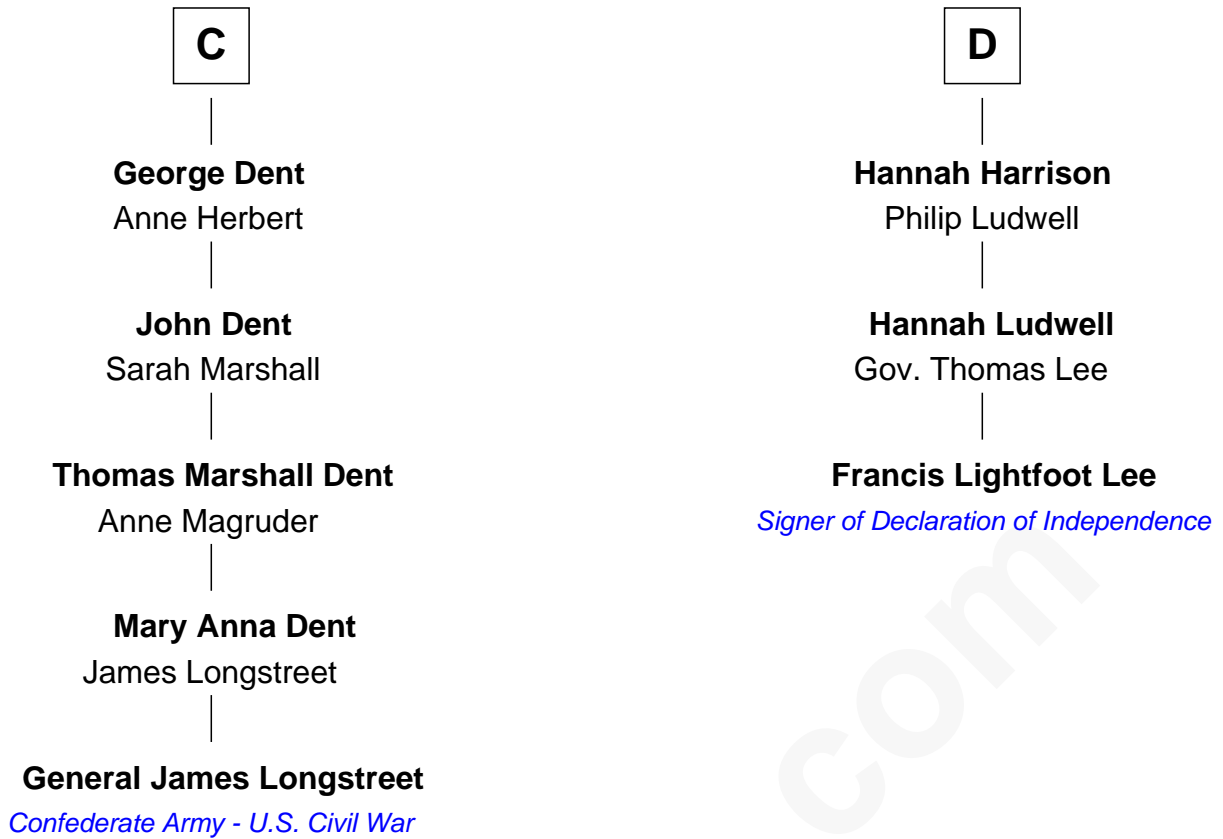 C
George Dent
Anne Herbert
John Dent
Sarah Marshall
Thomas Marshall Dent
Anne Magruder
Mary Anna Dent
James Longstreet
General James Longstreet
Confederate Army - U.S. Civil War
D
Hannah Harrison
Philip Ludwell
Hannah Ludwell
Gov. Thomas Lee
Francis Lightfoot Lee
Signer of Declaration of Independence
com